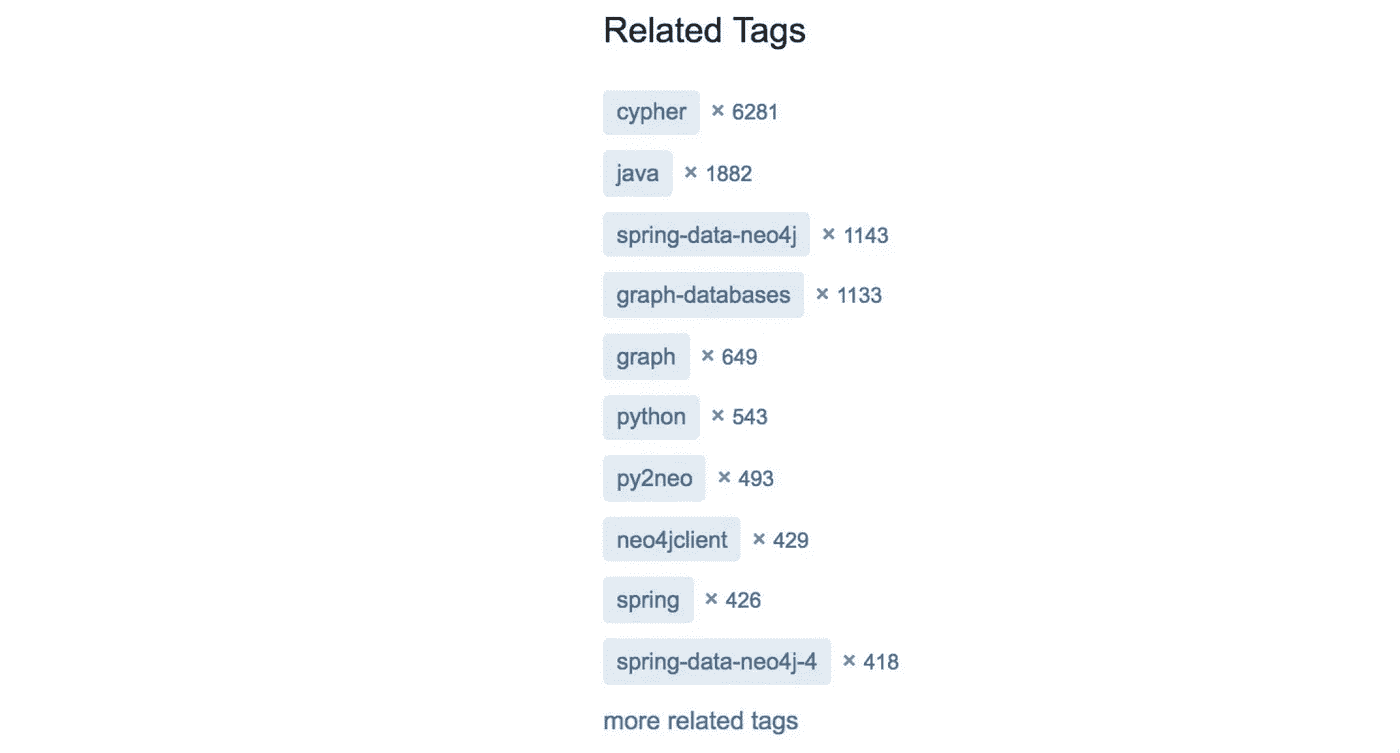 Related Tags
cypher × 6281
java × 1882
spring-data-neo4j × 1143
graph-databases × 1133
graph × 649
python × 543
py2neo × 493
neo4jclient × 429
spring × 426
spring-data-neo4j-4 × 418
more related tags